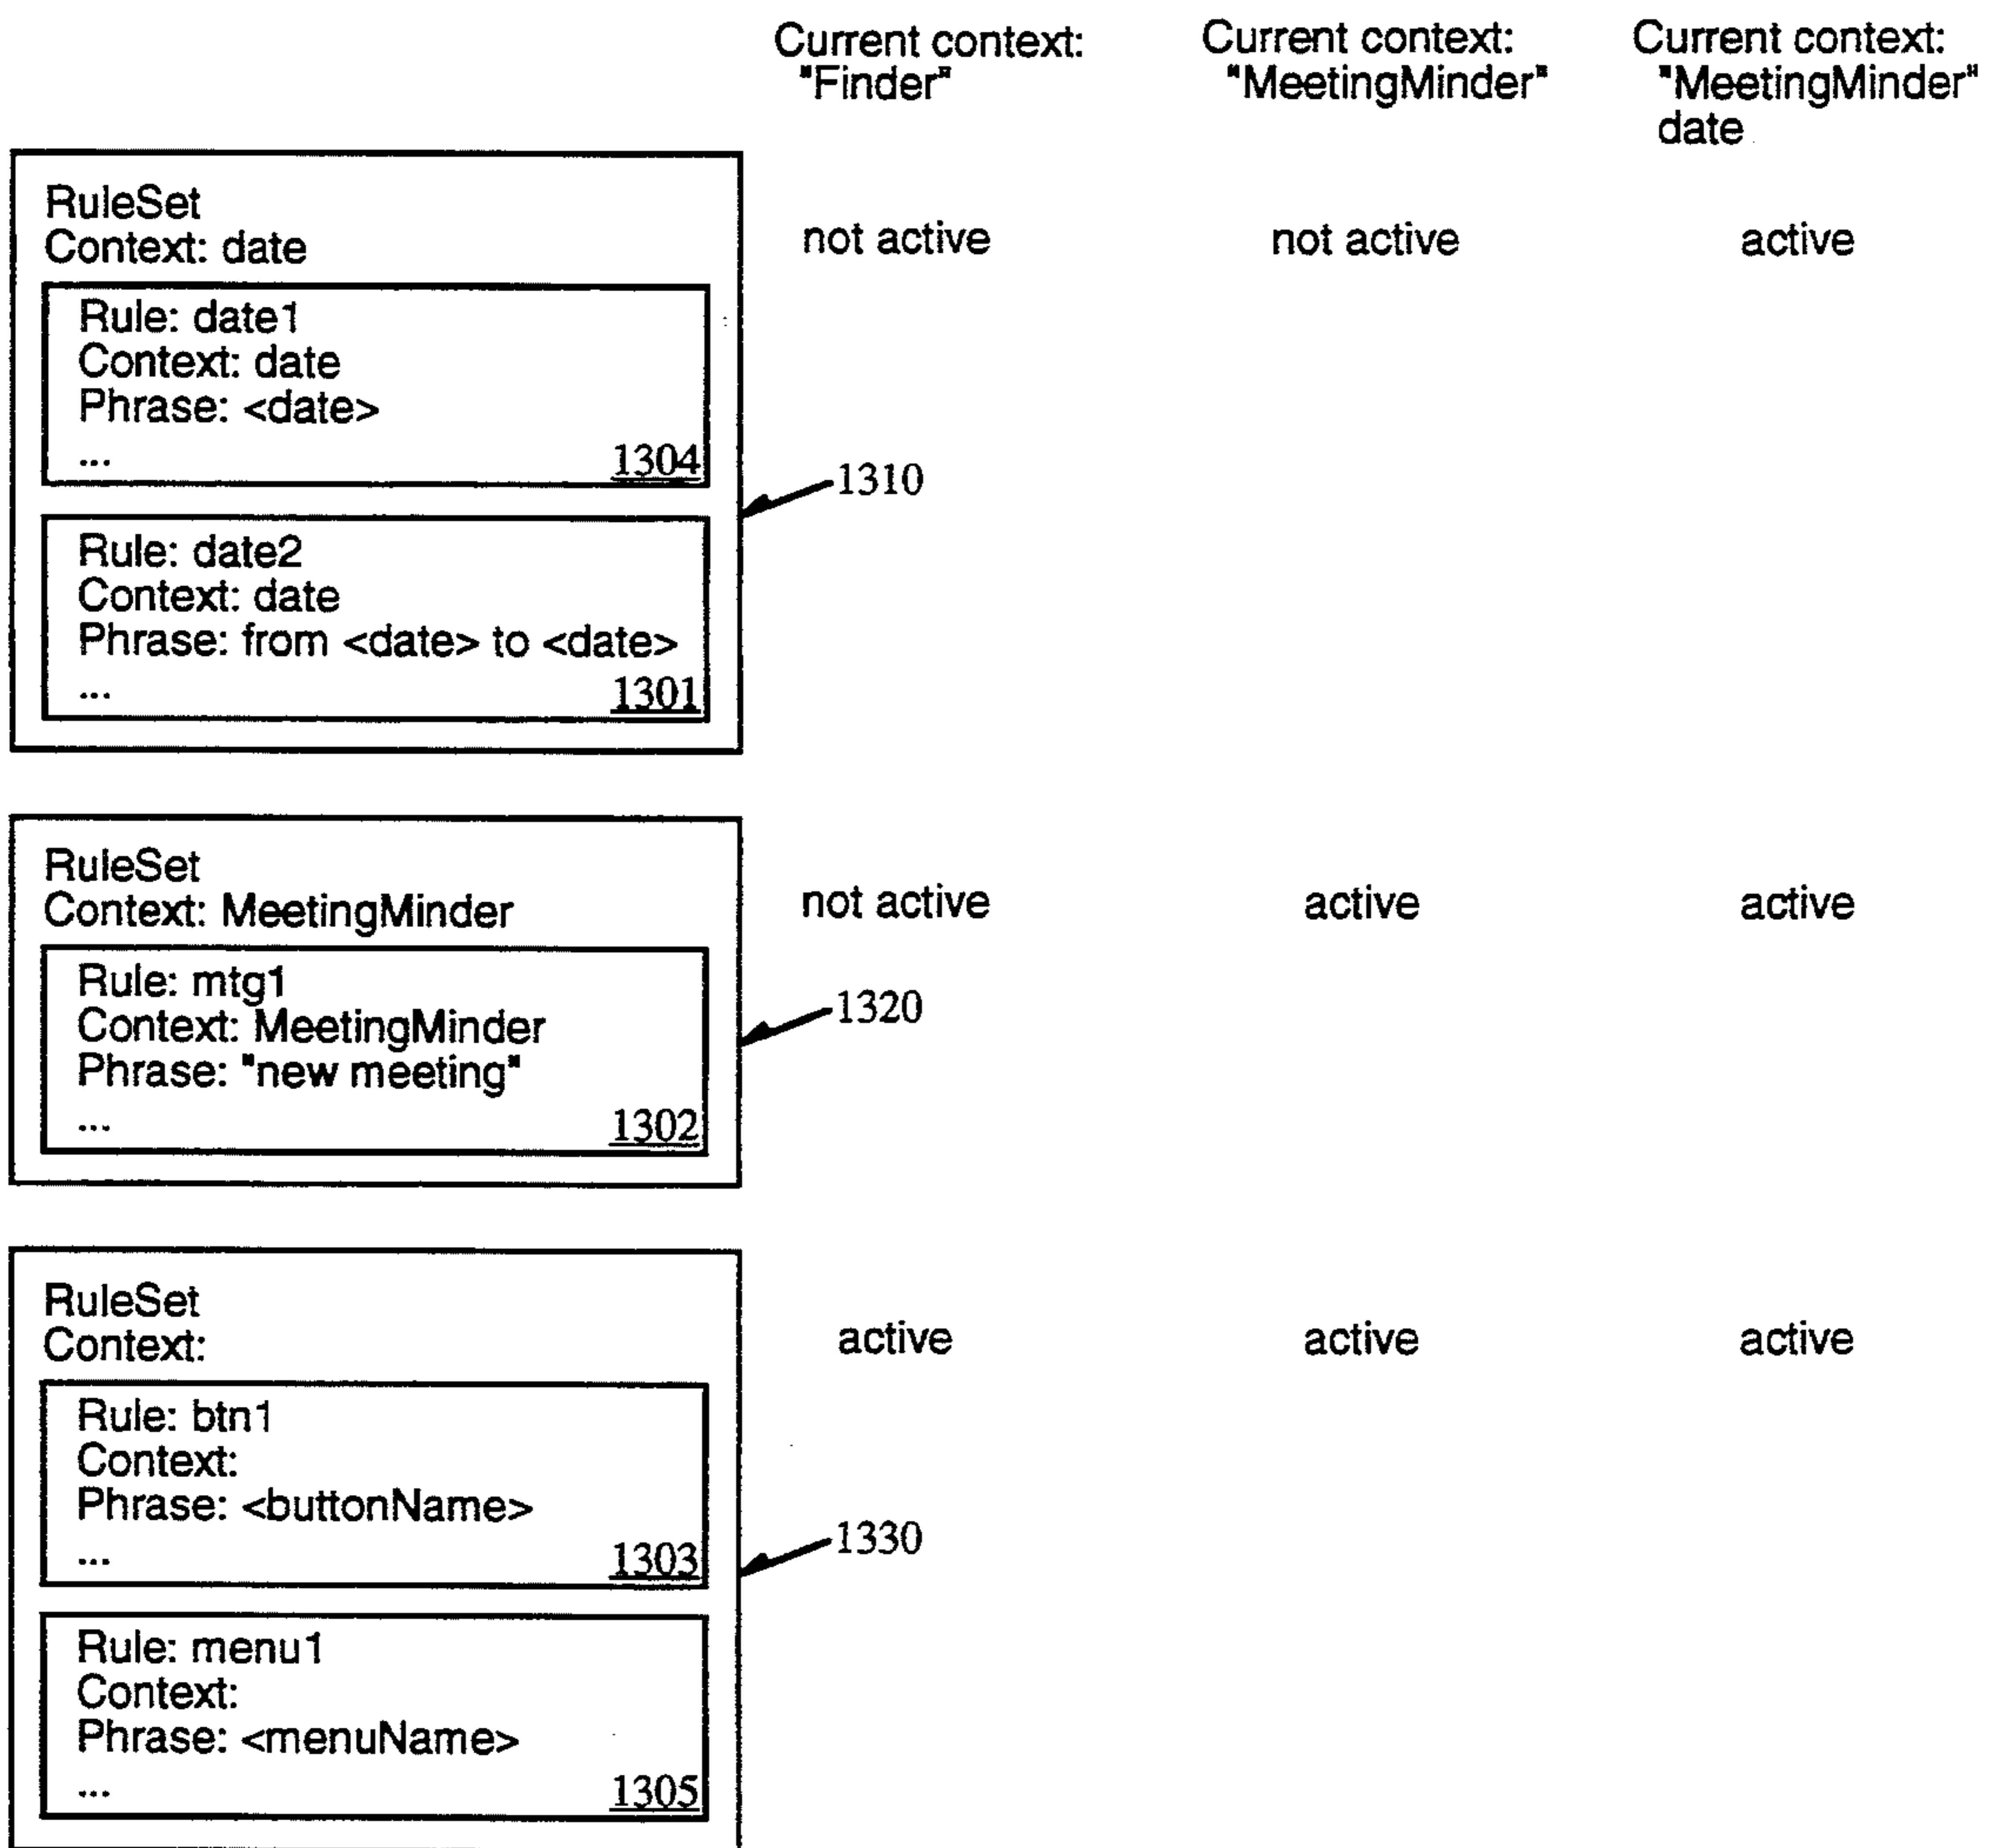 Current context:
"Finder"
Current context:
"MeetingMinder"
Current context:
"MeetingMinder"
date
RuleSet
Context: date
not active
not active
active
Rule: date1
Context: date
Phrase: <date>
...
1304
1310
Rule: date2
Context: date
Phrase: from <date> to <date>
...
1301
RuleSet
Context: MeetingMinder
not active
active
active
Rule: mtg1
Context: MeetingMinder
Phrase: "new meeting"
...
1302
1320
RuleSet
Context:
active
active
active
Rule: btn1
Context:
Phrase: <buttonName>
...
1303
1330
Rule: menu1
Context:
Phrase: <menuName>
...
1305